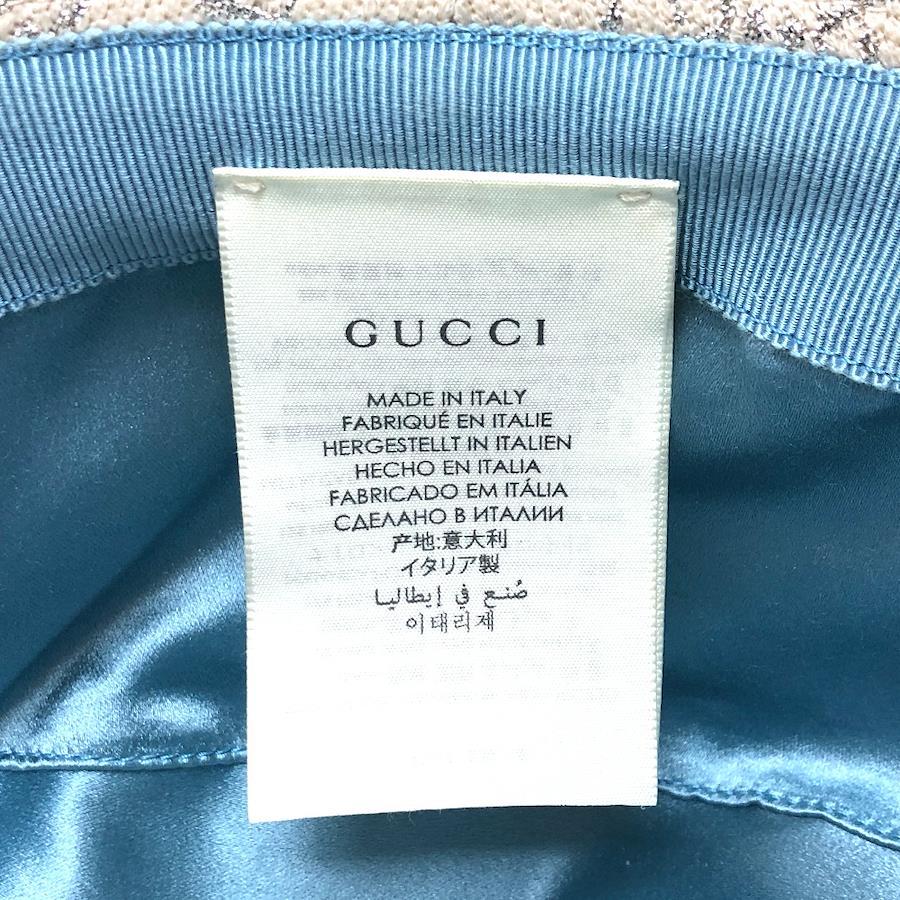 GUCCI
MADE IN ITALY
FABRIQUÉ EN ITALIE
HERGESTELLT IN ITALIEN
HECHO EN ITALIA
FABRICADO EM ITÁLIA
СДЕЛАНО В ИТАЛИИ
产地:意大利
イタリア製
صُنع في إيطاليا
이태리제